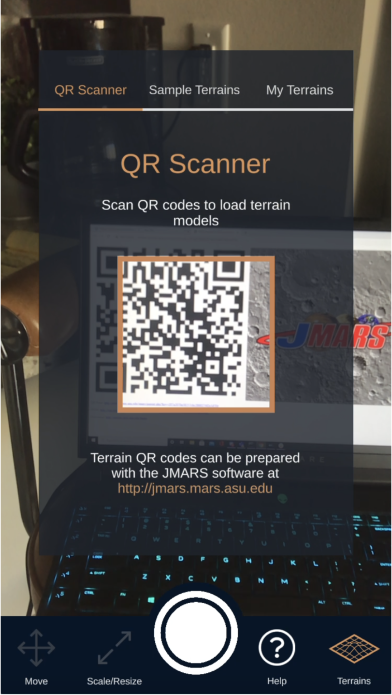 QR Scanner
Sample Terrains
My Terrains
QR Scanner
Scan QR codes to load terrain
models
JMARS
Terrain QR codes can be prepared
with the JMARS software at
http://jmars.mars.asu.edu
A S D F G H J K L
Z X C V B N M
Move
Scale/Resize
?
Help
Terrains